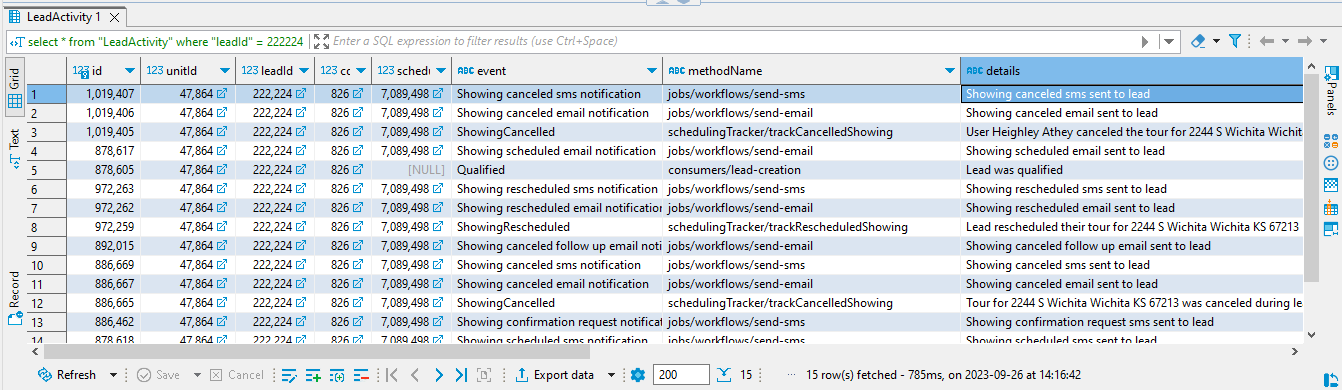 LeadActivity 1
select * from "LeadActivity" where "leadId" = 222224 Enter a SQL expression to filter results (use Ctrl+Space)
Grid
Text
Record
Panels
123 id 123 unitId 123 leadId 123 cc 123 schedu ABC event ABC methodName ABC details
1 1,019,407 47,864 222,224 826 7,089,498 Showing canceled sms notification jobs/workflows/send-sms Showing canceled sms sent to lead
2 1,019,406 47,864 222,224 826 7,089,498 Showing canceled email notification jobs/workflows/send-email Showing canceled email sent to lead
3 1,019,405 47,864 222,224 826 7,089,498 ShowingCancelled schedulingTracker/trackCancelledShowing User Heighley Athey canceled the tour for 2244 S Wichita Wichit
4 878,617 47,864 222,224 826 7,089,498 Showing scheduled email notification jobs/workflows/send-email Showing scheduled email sent to lead
5 878,605 47,864 222,224 826 [NULL] Qualified consumers/lead-creation Lead was qualified
6 972,263 47,864 222,224 826 7,089,498 Showing rescheduled sms notification jobs/workflows/send-sms Showing rescheduled sms sent to lead
7 972,262 47,864 222,224 826 7,089,498 Showing rescheduled email notification jobs/workflows/send-email Showing rescheduled email sent to lead
8 972,259 47,864 222,224 826 7,089,498 ShowingRescheduled schedulingTracker/trackRescheduledShowing Lead rescheduled their tour for 2244 S Wichita Wichita KS 67213
9 892,015 47,864 222,224 826 7,089,498 Showing canceled follow up email noti jobs/workflows/send-email Showing canceled follow up email sent to lead
10 886,669 47,864 222,224 826 7,089,498 Showing canceled sms notification jobs/workflows/send-sms Showing canceled sms sent to lead
11 886,667 47,864 222,224 826 7,089,498 Showing canceled email notification jobs/workflows/send-email Showing canceled email sent to lead
12 886,665 47,864 222,224 826 7,089,498 ShowingCancelled schedulingTracker/trackCancelledShowing Tour for 2244 S Wichita Wichita KS 67213 was canceled during le
13 886,462 47,864 222,224 826 7,089,498 Showing confirmation request notificat jobs/workflows/send-sms Showing confirmation request sms sent to lead
14 878,618 47,864 222,224 826 7,089,498 Showing scheduled sms notification jobs/workflows/send-sms Showing scheduled sms sent to lead
Refresh Save Cancel Export data 200 15 15 row(s) fetched - 785ms, on 2023-09-26 at 14:16:42